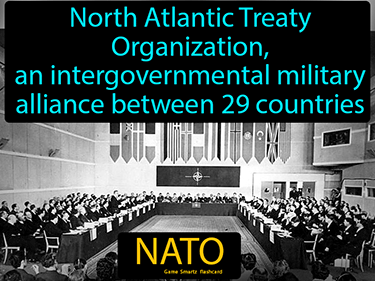 North Atlantic Treaty
Organization,
an intergovernmental military
alliance between 29 countries
NATO
Game Smartz flashcard